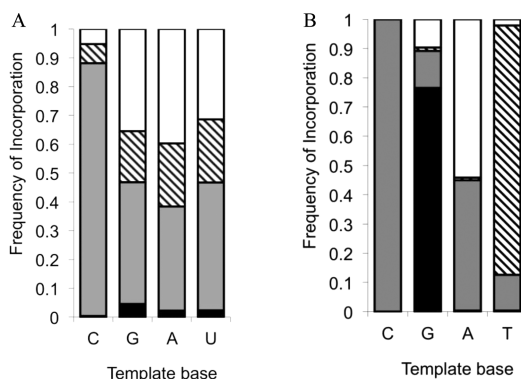 A
Frequency of Incorporation
1
0.9
0.8
0.7
0.6
0.5
0.4
0.3
0.2
0.1
0
C G A U
Template base
B
Frequency of Incorporation
1
0.9
0.8
0.7
0.6
0.5
0.4
0.3
0.2
0.1
0
C G A T
Template base